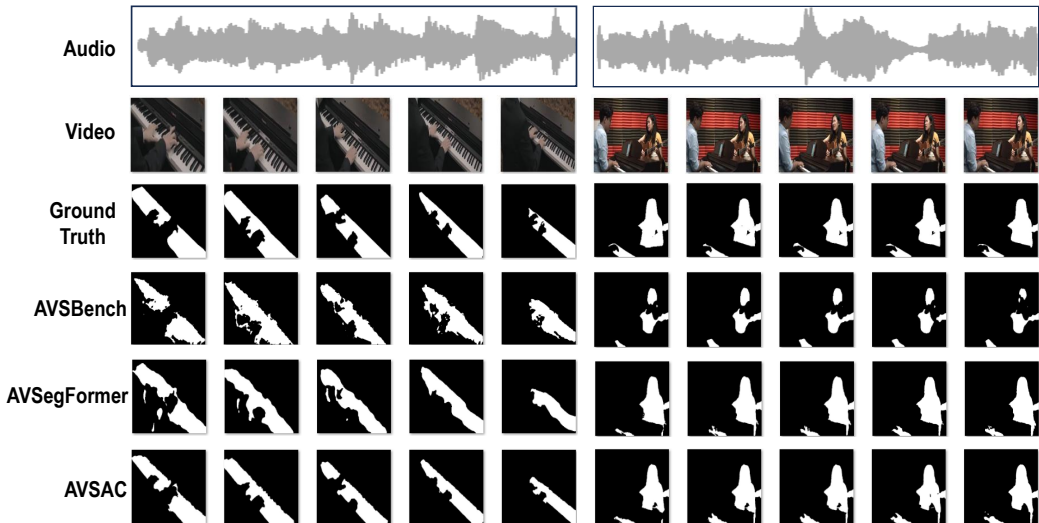 Audio
Video
Ground
Truth
AVSBench
AVSegFormer
AVSAC